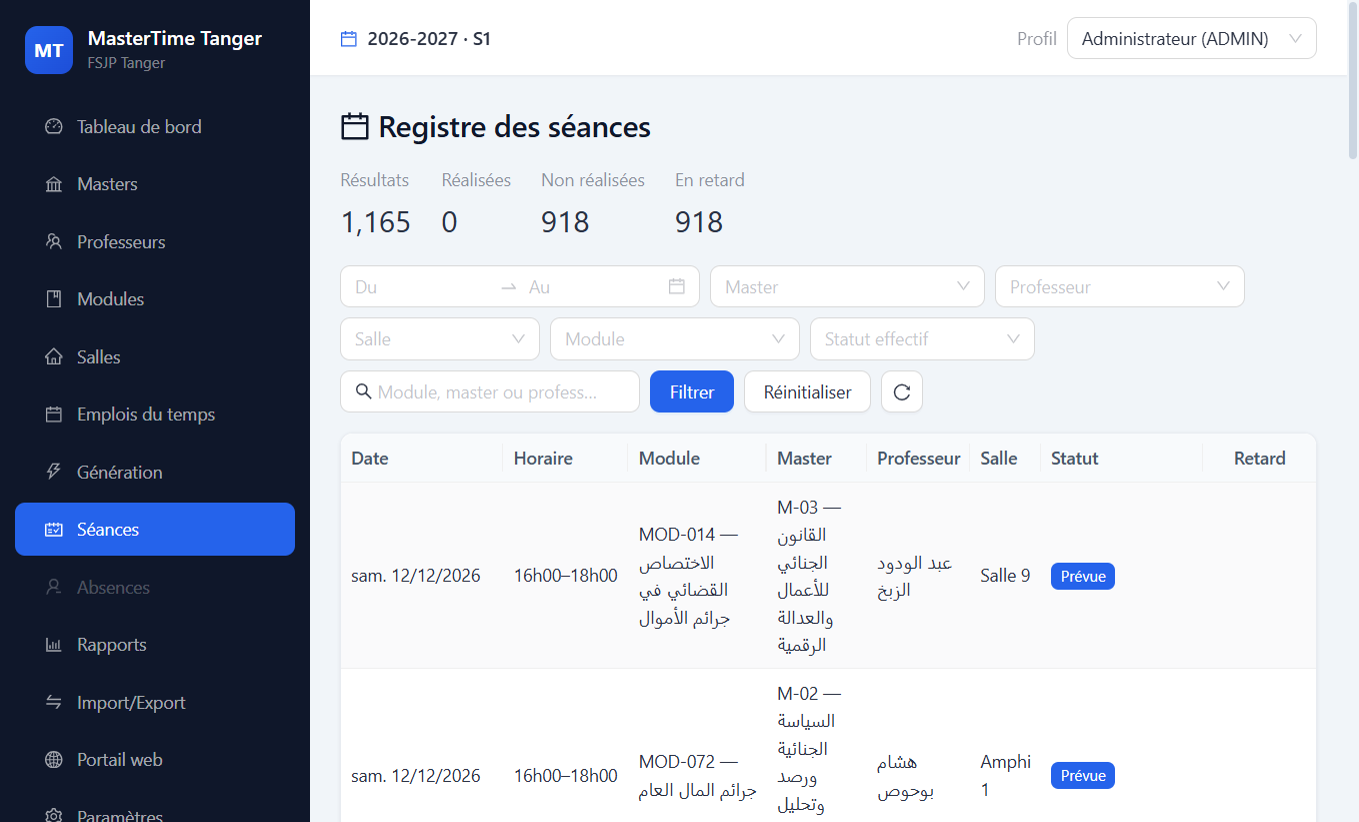 MT
MasterTime Tanger
FSJP Tanger
Tableau de bord
Masters
Professeurs
Modules
Salles
Emplois du temps
Génération
Séances
Absences
Rapports
Import/Export
Portail web
Paramètres
2026-2027 · S1
Profil
Administrateur (ADMIN)
Registre des séances
Résultats Réalisées Non réalisées En retard
1,165 0 918 918
Du → Au Master Professeur
Salle Module Statut effectif
Module, master ou profess... Filtrer Réinitialiser
Date Horaire Module Master Professeur Salle Statut Retard
sam. 12/12/2026
16h00–18h00
MOD-014 —
الاختصاص
القضائي في
جرائم الأموال
M-03 —
القانون
الجنائي
للأعمال
والعدالة
الرقمية
عبد الودود
الزبخ
Salle 9
Prévue
sam. 12/12/2026
16h00–18h00
MOD-072 —
جرائم المال العام
M-02 —
السياسة
الجنائية
ورصد
وتحليل
هشام
بوحوص
Amphi
1
Prévue